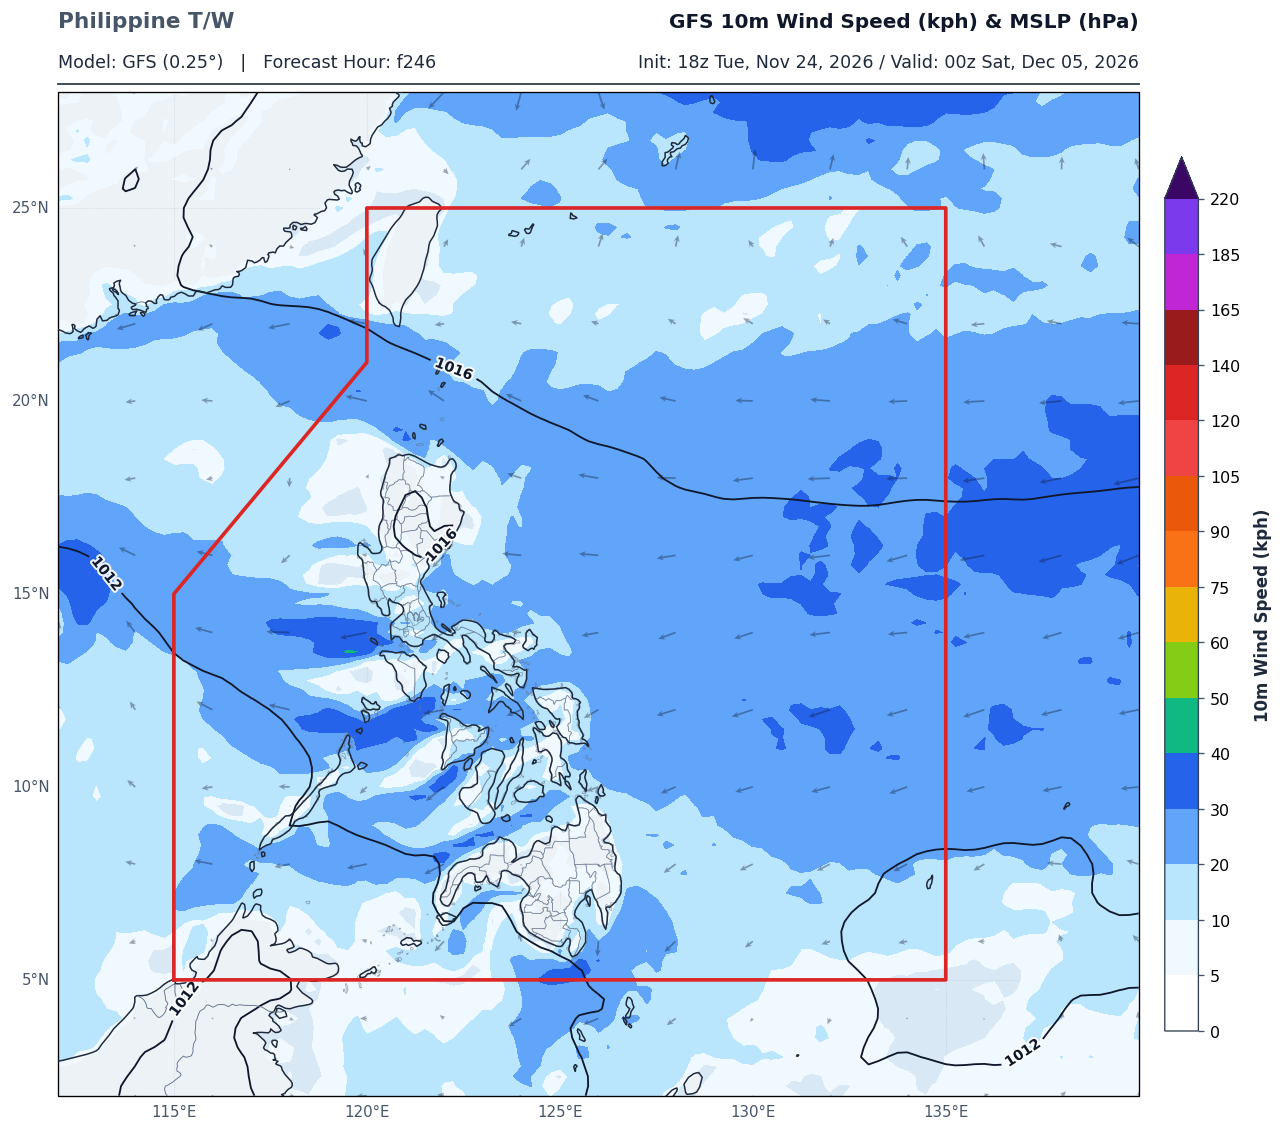 Philippine T/W
GFS 10m Wind Speed (kph) & MSLP (hPa)
Model: GFS (0.25°) | Forecast Hour: f246
Init: 18z Tue, Nov 24, 2026 / Valid: 00z Sat, Dec 05, 2026
25°N
20°N
15°N
10°N
5°N
115°E
120°E
125°E
130°E
135°E
1016
1016
1012
1012
1012
220
185
165
140
120
105
90
75
60
50
40
30
20
10
5
0
10m Wind Speed (kph)